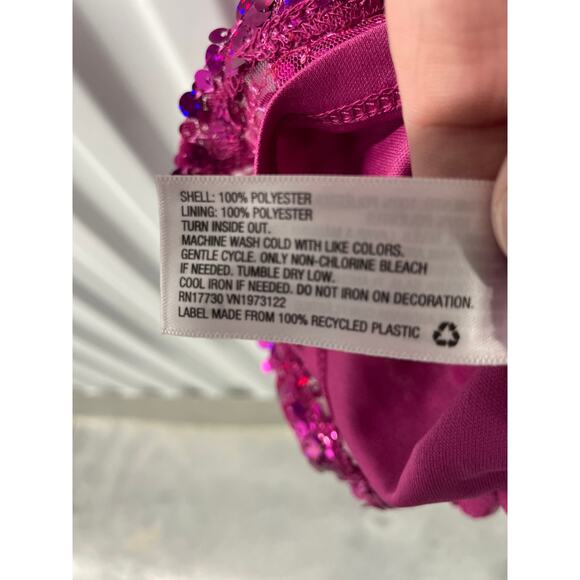 SHELL: 100% POLYESTER
LINING: 100% POLYESTER
TURN INSIDE OUT.
MACHINE WASH COLD WITH LIKE COLORS.
GENTLE CYCLE. ONLY NON-CHLORINE BLEACH
IF NEEDED. TUMBLE DRY LOW.
COOL IRON IF NEEDED. DO NOT IRON ON DECORATION.
RN17730 VN1973122
LABEL MADE FROM 100% RECYCLED PLASTIC